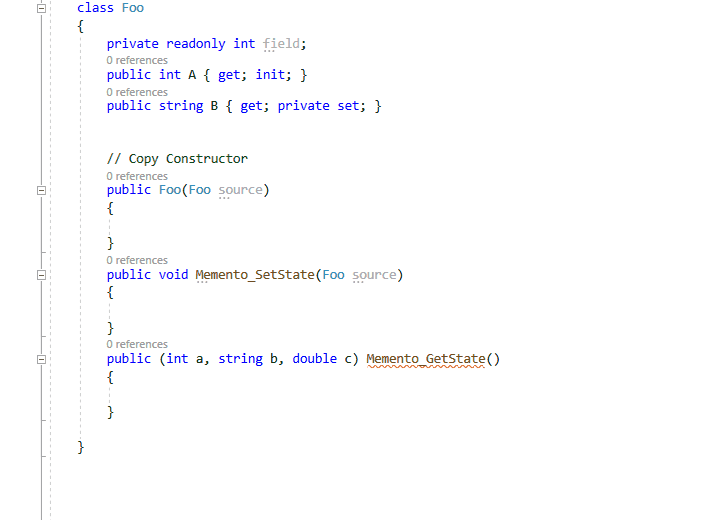 class Foo
{
private readonly int field;
0 references
public int A { get; init; }
0 references
public string B { get; private set; }
// Copy Constructor
0 references
public Foo(Foo source)
{
}
0 references
public void Memento_SetState(Foo source)
{
}
0 references
public (int a, string b, double c) Memento_GetState()
{
}
}